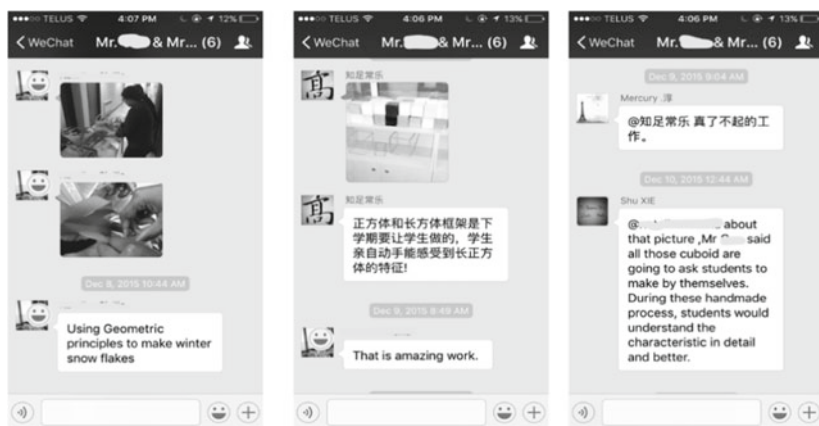 TELUS 4:07 PM 12%
WeChat Mr. & Mr... (6)
Dec 8, 2015 10:44 AM
Using Geometric
principles to make winter
snow flakes
TELUS 4:06 PM 13%
WeChat Mr. & Mr... (6)
知足常乐
高
知足常乐
高
正方体和长方体框架是下
学期要让学生做的，学生
亲自动手能感受到长正方
体的特征!
Dec 9, 2015 8:49 AM
That is amazing work.
TELUS 4:06 PM 13%
WeChat Mr. & Mr... (6)
Dec 9, 2015 9:04 AM
Mercury
@知足常乐 真了不起的工
作。
Dec 10, 2015 12:44 AM
Shu XIE
@ about
that picture ,Mr said
all those cuboid are
going to ask students to
make by themselves.
During these handmade
process, students would
understand the
characteristic in detail
and better.